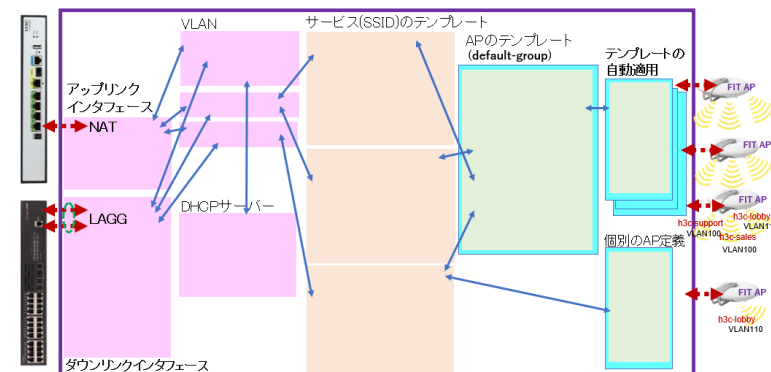 VLAN
サービス(SSID)のテンプレート
APのテンプレート
(default-group)
テンプレートの
自動適用
アップリンク
インタフェース
NAT
LAGG
DHCPサーバー
ダウンリンクインタフェース
個別のAP定義
FIT AP
FIT AP
FIT AP
h3c-support
VLAN100
h3c-lobby
VLAN11
h3c-sales
VLAN100
FIT AP
h3c-lobby
VLAN110